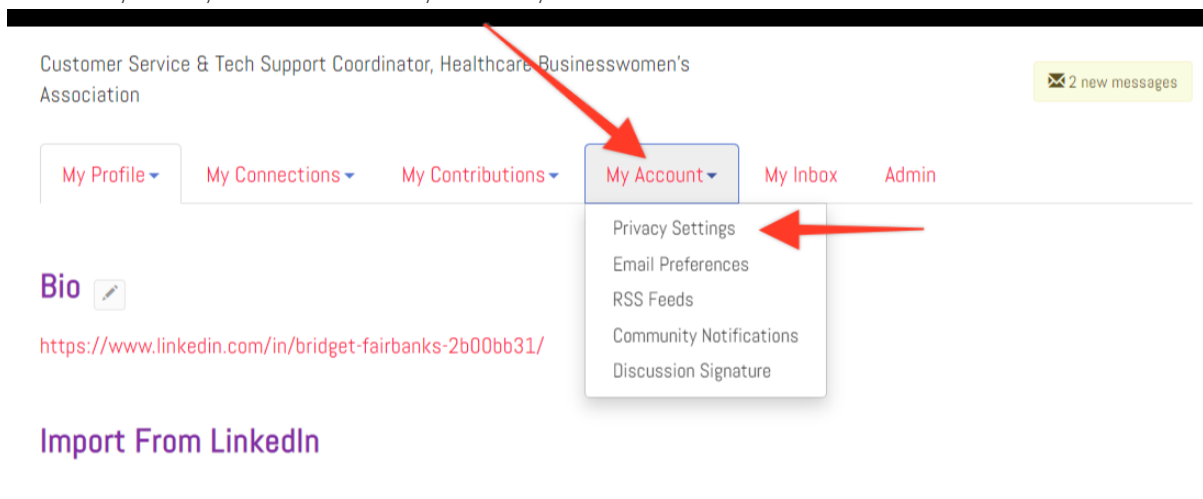 Customer Service & Tech Support Coordinator, Healthcare Businesswomen's
Association
2 new messages
My Profile
My Connections
My Contributions
My Account
My Inbox
Admin
Privacy Settings
Email Preferences
RSS Feeds
Community Notifications
Discussion Signature
Bio
https://www.linkedin.com/in/bridget-fairbanks-2b00bb31/
Import From LinkedIn